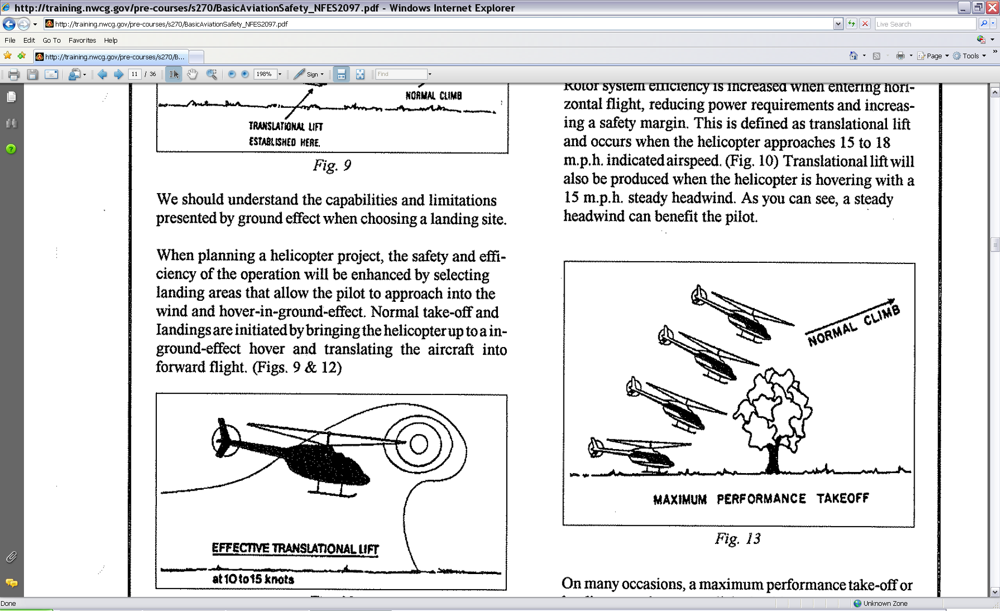 http://training.nwcg.gov/pre-courses/s270/BasicAviationSafety_NFES2097.pdf - Windows Internet Explorer
http://training.nwcg.gov/pre-courses/s270/BasicAviationSafety_NFES2097.pdf
Live Search
File Edit Go To Favorites Help
http://training.nwcg.gov/pre-courses/s270/B...
Page Tools
11 / 36 198% Sign Find
NORMAL CLIMB
TRANSLATIONAL LIFT
ESTABLISHED HERE.
Fig. 9
We should understand the capabilities and limitations
presented by ground effect when choosing a landing site.
When planning a helicopter project, the safety and effi-
ciency of the operation will be enhanced by selecting
landing areas that allow the pilot to approach into the
wind and hover-in-ground-effect. Normal take-off and
landings are initiated by bringing the helicopter up to a in-
ground-effect hover and translating the aircraft into
forward flight. (Figs. 9 & 12)
EFFECTIVE TRANSLATIONAL LIFT
at 10 to 15 knots
Rotor system efficiency is increased when entering hori-
zontal flight, reducing power requirements and increas-
ing a safety margin. This is defined as translational lift
and occurs when the helicopter approaches 15 to 18
m.p.h. indicated airspeed. (Fig. 10) Translational lift will
also be produced when the helicopter is hovering with a
15 m.p.h. steady headwind. As you can see, a steady
headwind can benefit the pilot.
NORMAL CLIMB
MAXIMUM PERFORMANCE TAKEOFF
Fig. 13
On many occasions, a maximum performance take-off or
Done
Unknown Zone